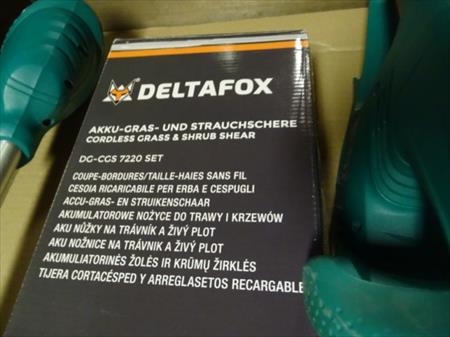 DELTAFOX
AKKU-GRAS- UND STRAUCHSCHERE
CORDLESS GRASS & SHRUB SHEAR
DG-CGS 7220 SET
COUPE-BORDURES/TAILLE-HAIES SANS FIL
CESOIA RICARICABILE PER ERBA E CESPUGLI
ACCU-GRAS- EN STRUIKENSCHAAR
AKUMULATOROWE NOŻYCE DO TRAWY I KRZEWÓW
AKU NŮŽKY NA TRÁVNÍK A ŽIVÝ PLOT
AKU NOŽNICE NA TRÁVNIK A ŽIVÝ PLOT
AKUMULIATORINĖS ŽOLĖS IR KRŪMŲ ŽIRKLĖS
TIJERA CORTACÉSPED Y ARREGLASETOS RECARGABLE